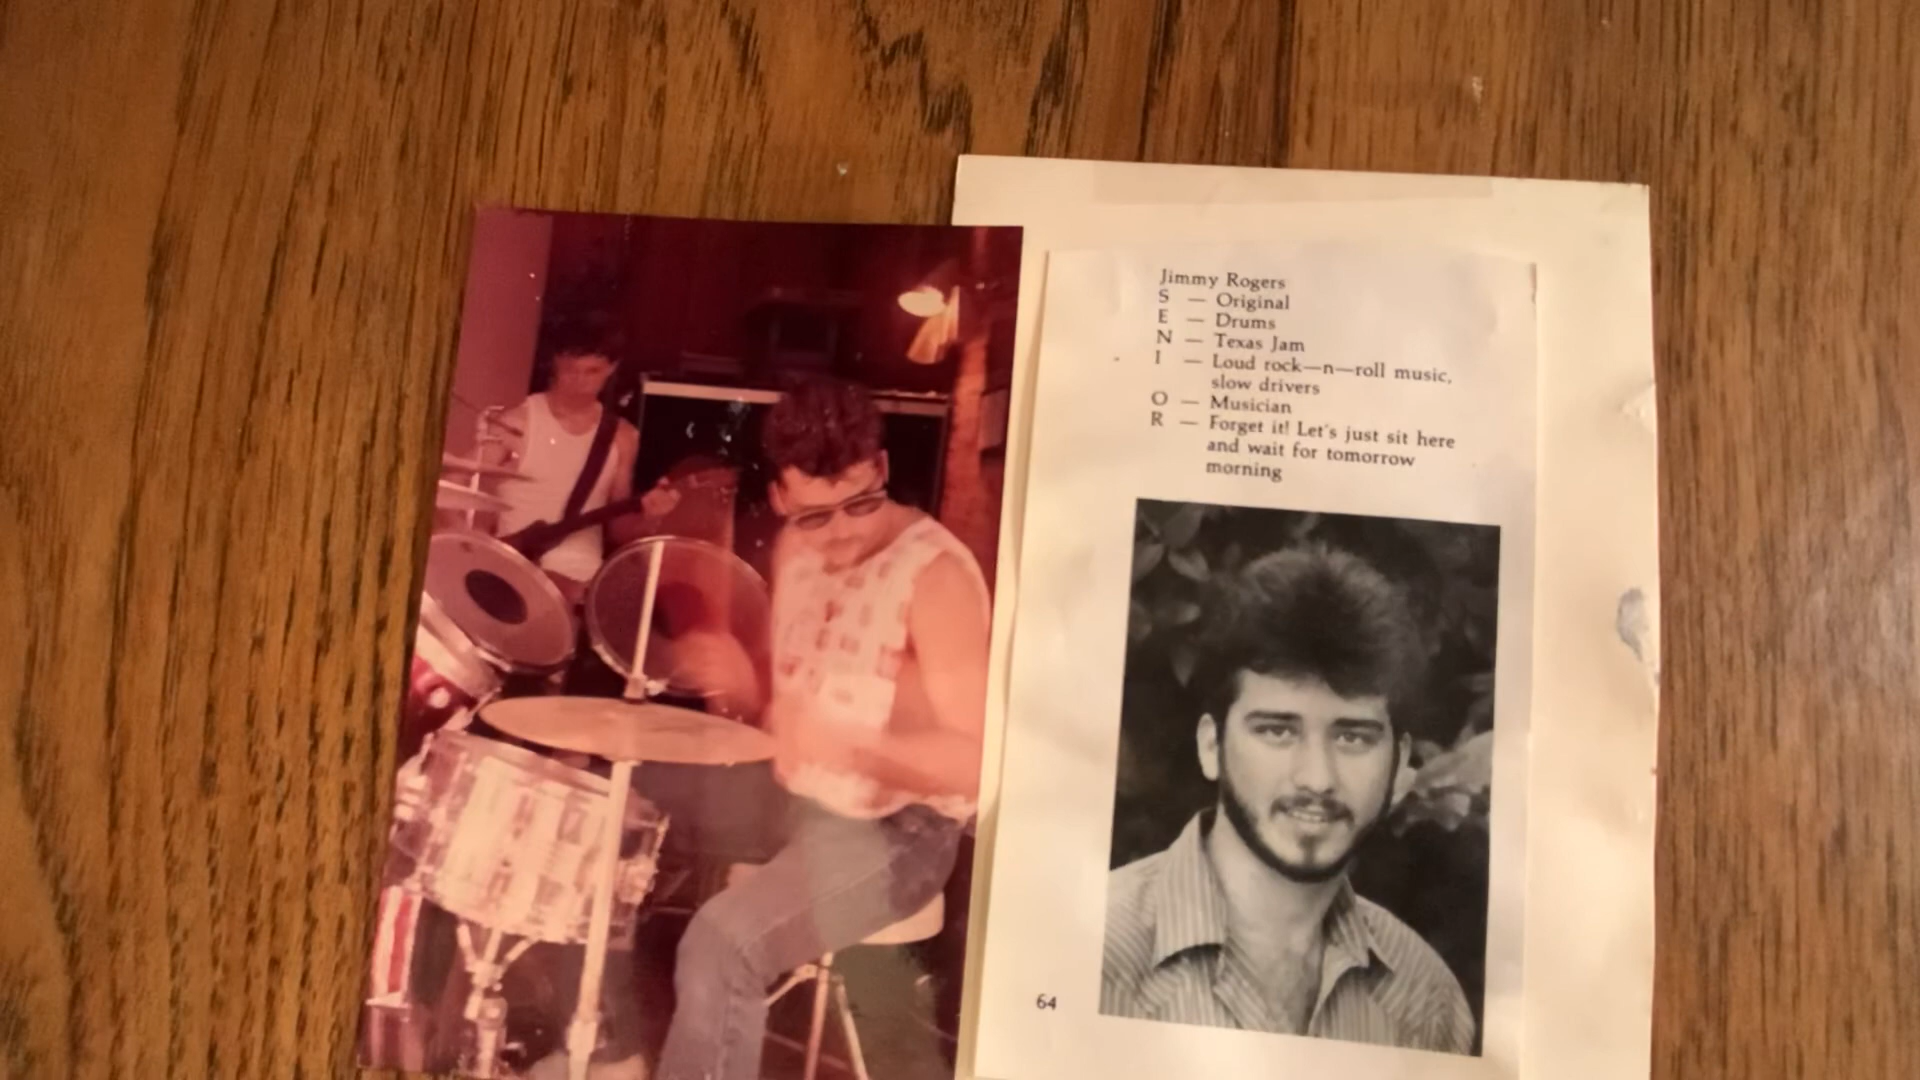 Jimmy Rogers
S — Original
E — Drums
N — Texas Jam
I — Loud rock—n—roll music,
slow drivers
O — Musician
R — Forget it! Let's just sit here
and wait for tomorrow
morning
64